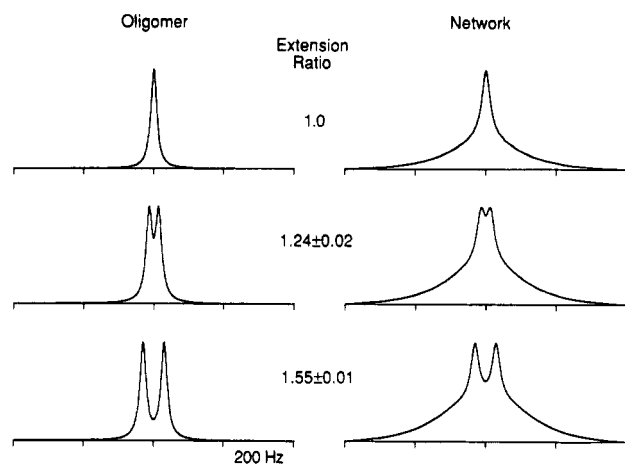 Oligomer
Network
Extension
Ratio
1.0
1.24±0.02
1.55±0.01
200 Hz